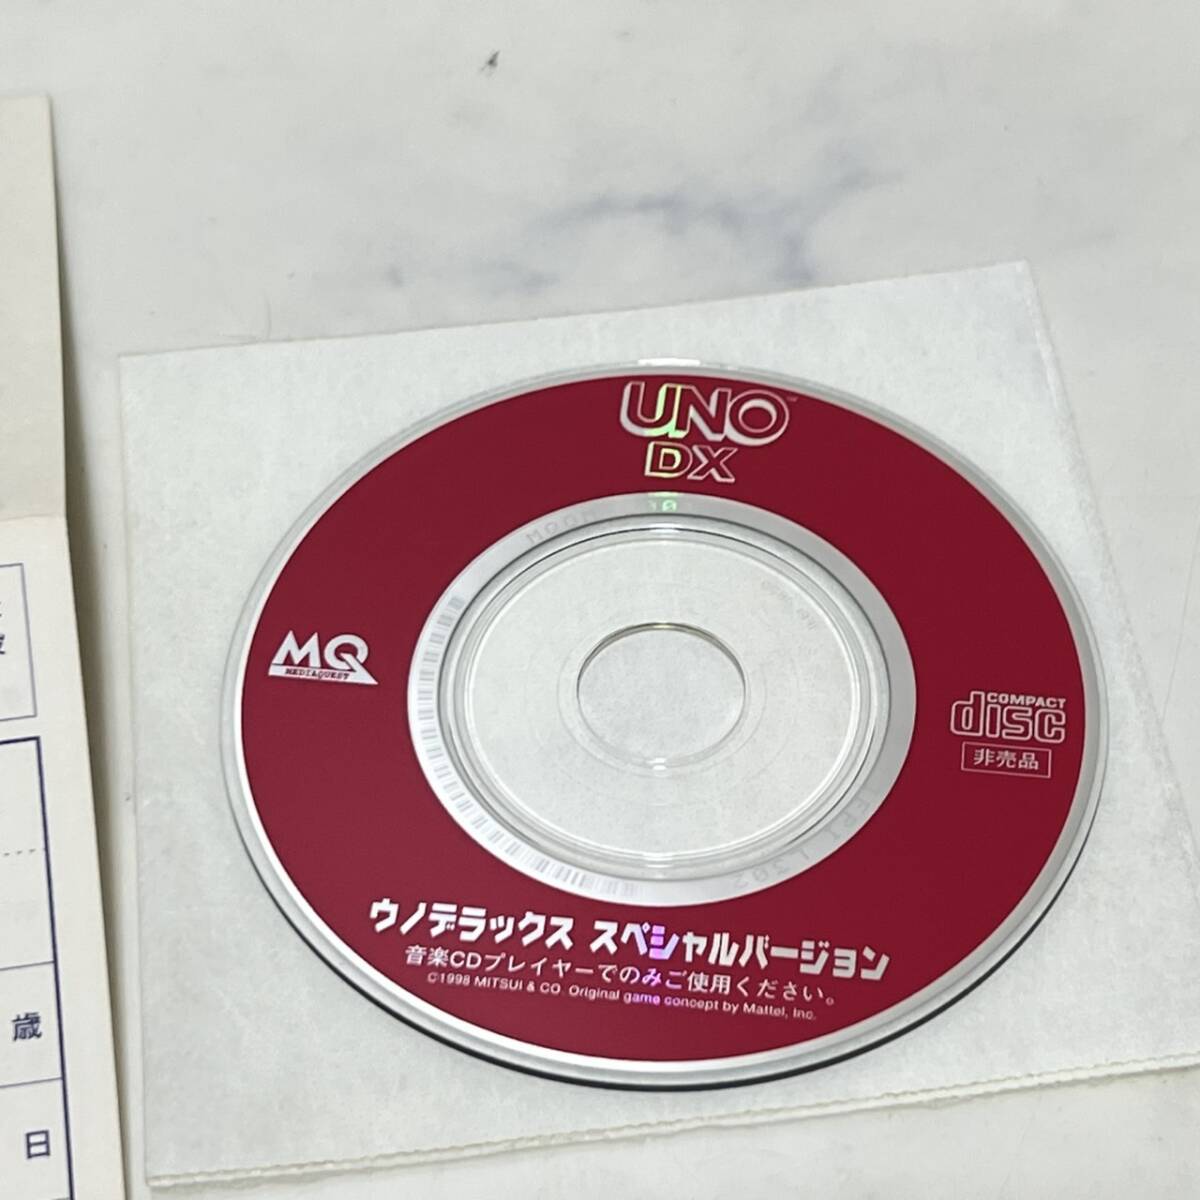 UNO™
DX
MQ
MEDIAQUEST
COMPACT
disc
非売品
ウノデラックス スペシャルバージョン
音楽CDプレイヤーでのみご使用ください。
©1998 MITSUI & CO. Original game concept by Mattel, Inc.
歳
日